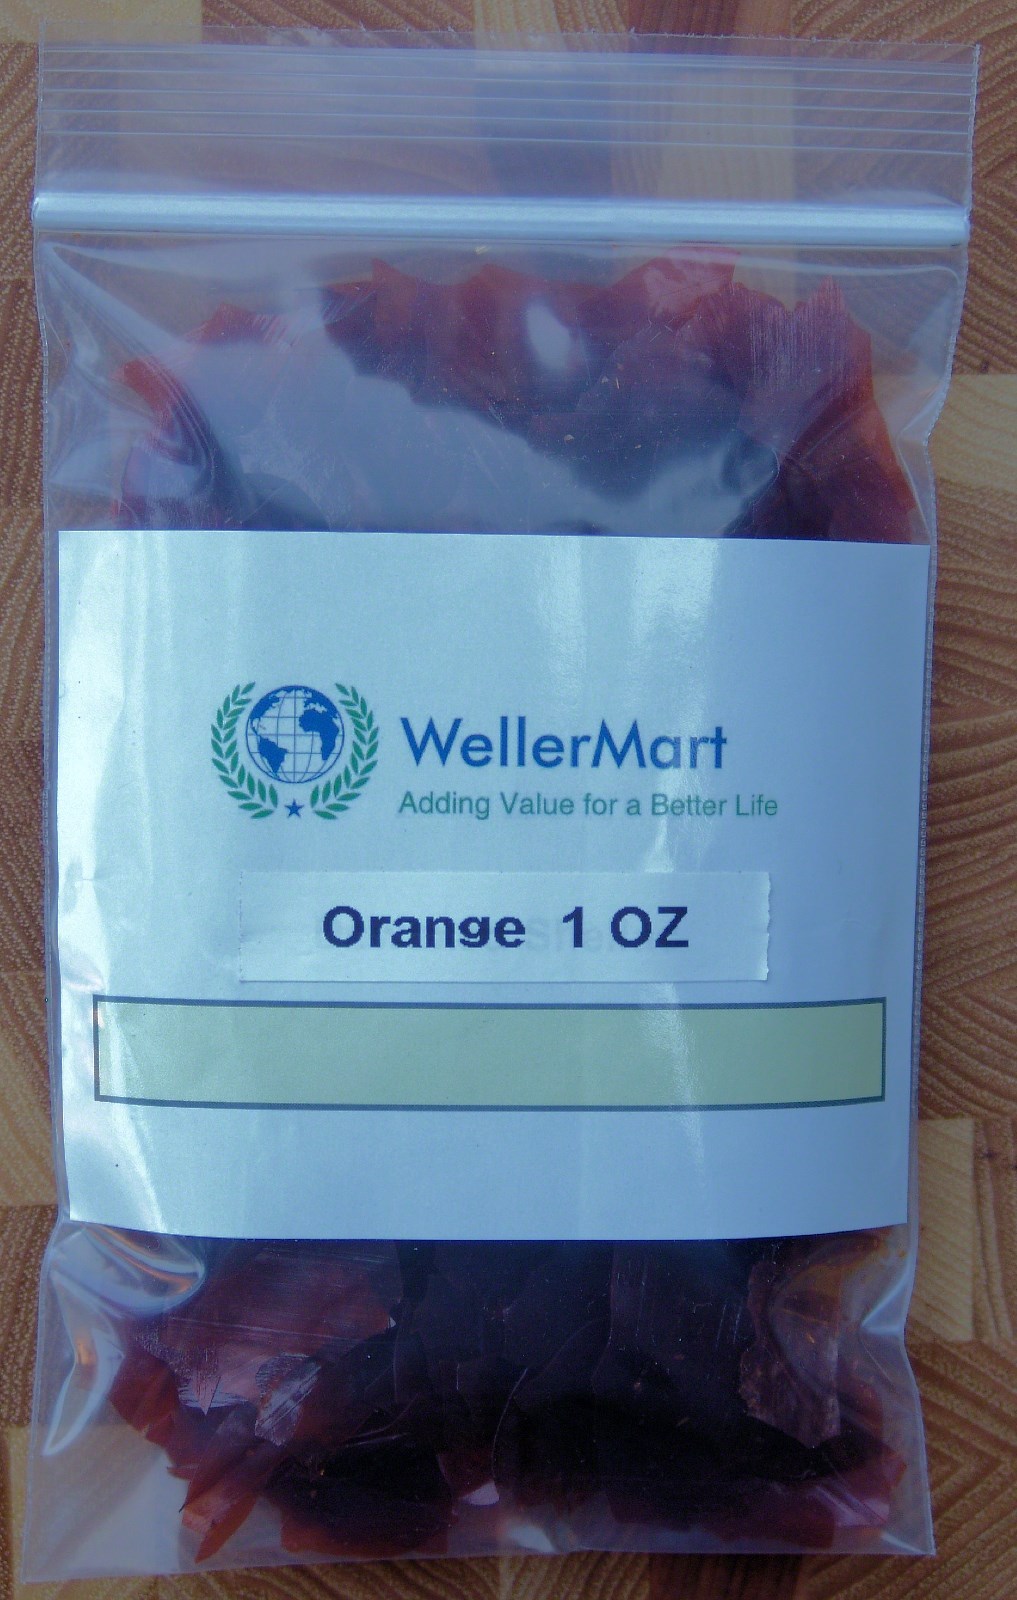 WellerMart
Adding Value for a Better Life
Orange 1 OZ